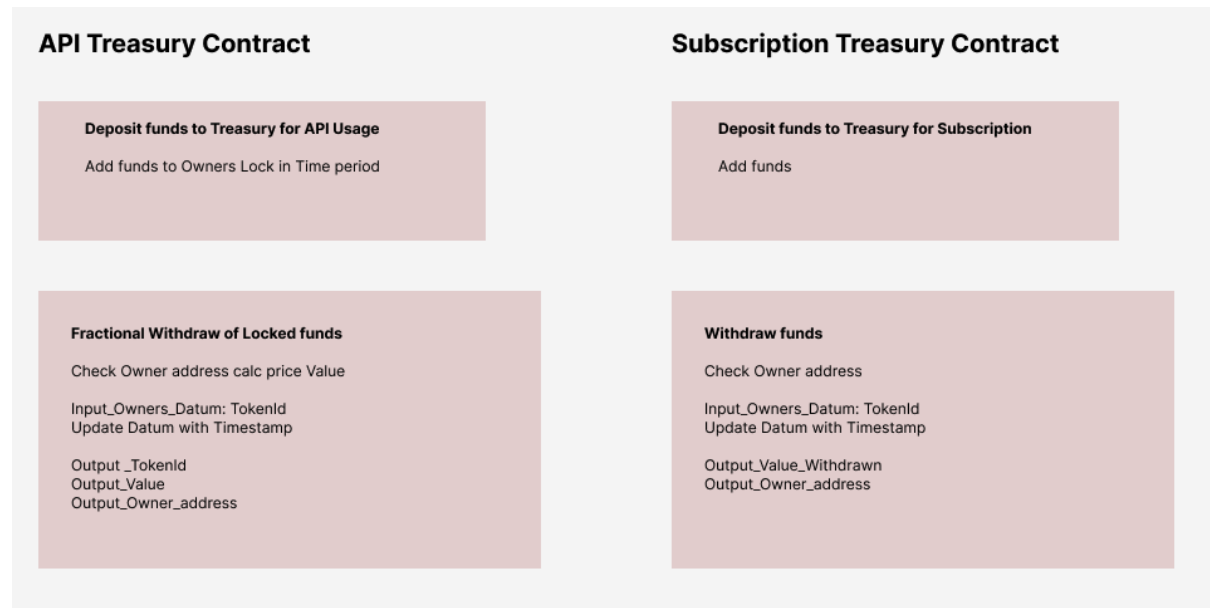 API Treasury Contract
Deposit funds to Treasury for API Usage
Add funds to Owners Lock in Time period
Fractional Withdraw of Locked funds
Check Owner address calc price Value
Input_Owners_Datum: TokenId
Update Datum with Timestamp
Output _TokenId
Output_Value
Output_Owner_address
Subscription Treasury Contract
Deposit funds to Treasury for Subscription
Add funds
Withdraw funds
Check Owner address
Input_Owners_Datum: TokenId
Update Datum with Timestamp
Output_Value_Withdrawn
Output_Owner_address